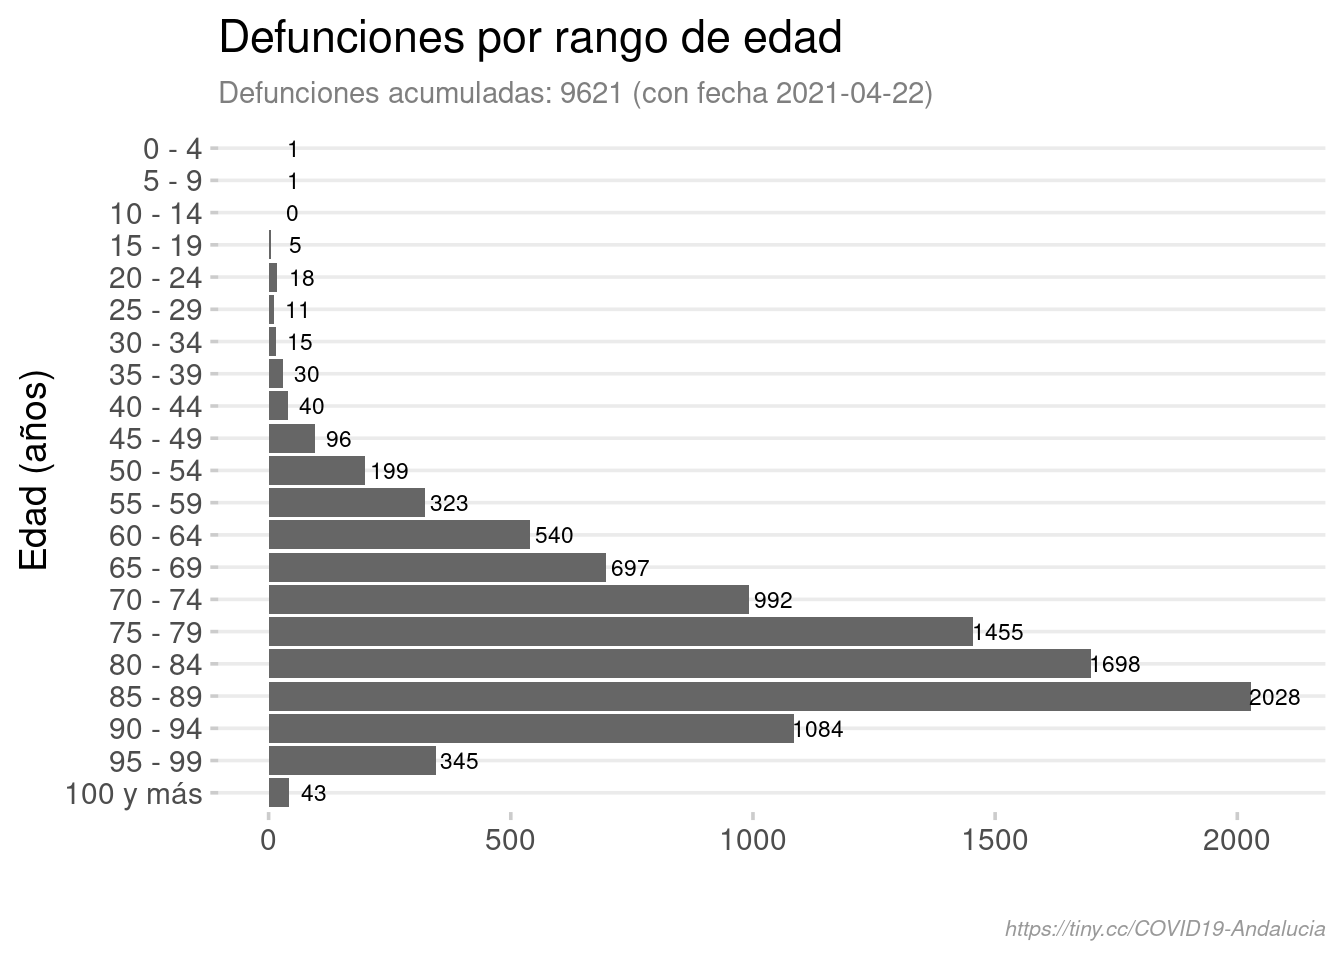 Defunciones por rango de edad
Defunciones acumuladas: 9621 (con fecha 2021-04-22)
Edad (años)
0 - 4 1
5 - 9 1
10 - 14 0
15 - 19 5
20 - 24 18
25 - 29 11
30 - 34 15
35 - 39 30
40 - 44 40
45 - 49 96
50 - 54 199
55 - 59 323
60 - 64 540
65 - 69 697
70 - 74 992
75 - 79 1455
80 - 84 1698
85 - 89 2028
90 - 94 1084
95 - 99 345
100 y más 43
0 500 1000 1500 2000
https://tiny.cc/COVID19-Andalucia